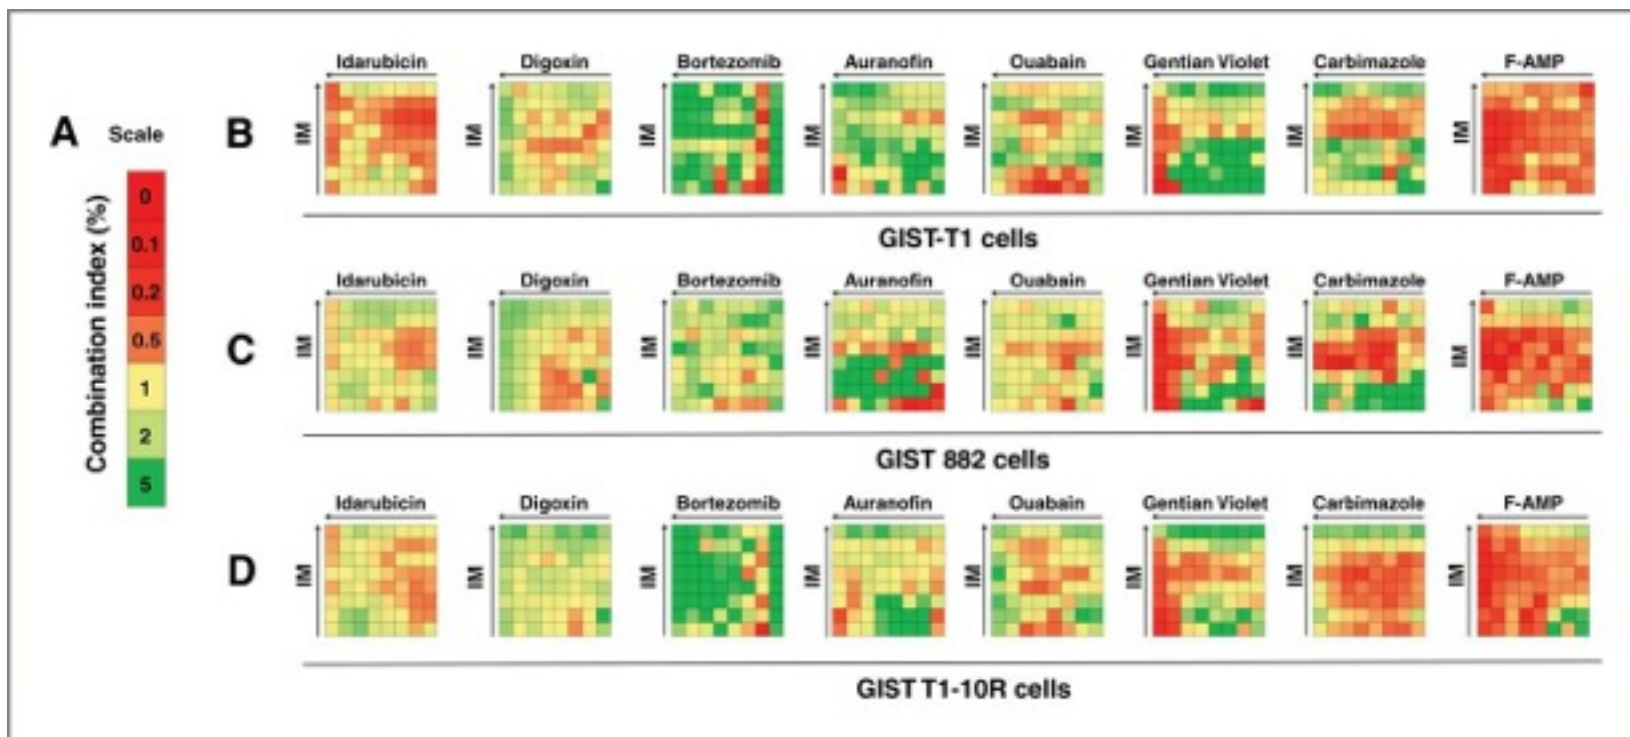 A
Scale
Combination index (%)
0
0.1
0.2
0.5
1
2
5
B
Idarubicin Digoxin Bortezomib Auranofin Ouabain Gentian Violet Carbimazole F-AMP
IM IM IM IM IM IM IM IM
GIST-T1 cells
C
Idarubicin Digoxin Bortezomib Auranofin Ouabain Gentian Violet Carbimazole F-AMP
IM IM IM IM IM IM IM IM
GIST 882 cells
D
Idarubicin Digoxin Bortezomib Auranofin Ouabain Gentian Violet Carbimazole F-AMP
IM IM IM IM IM IM IM IM
GIST T1-10R cells